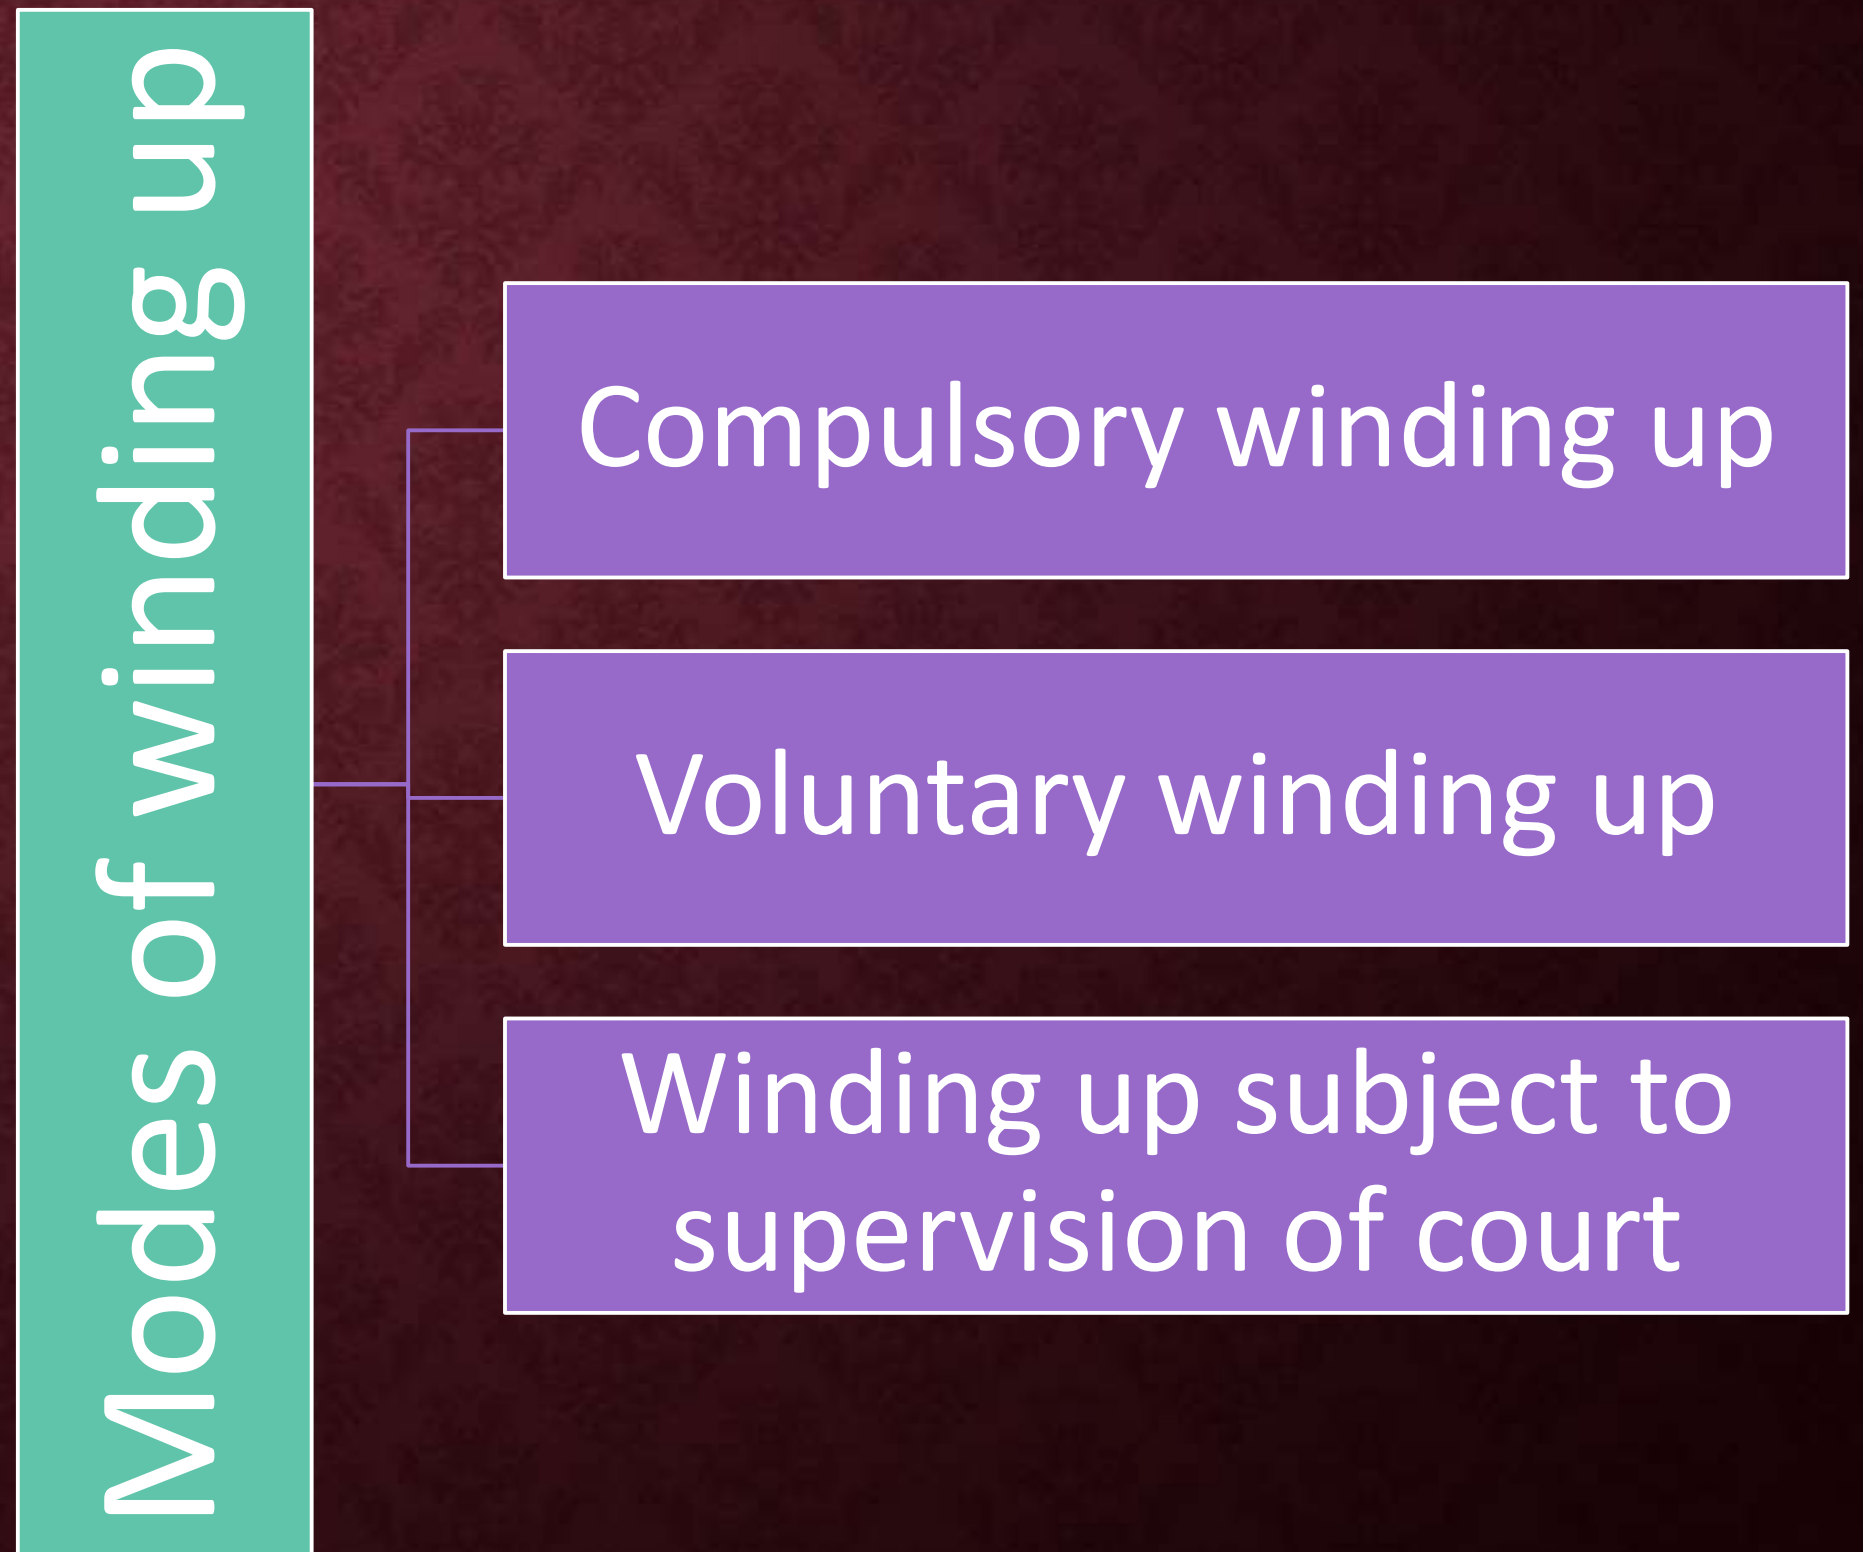 Modes of winding up
Compulsory winding up
Voluntary winding up
Winding up subject to
supervision of court